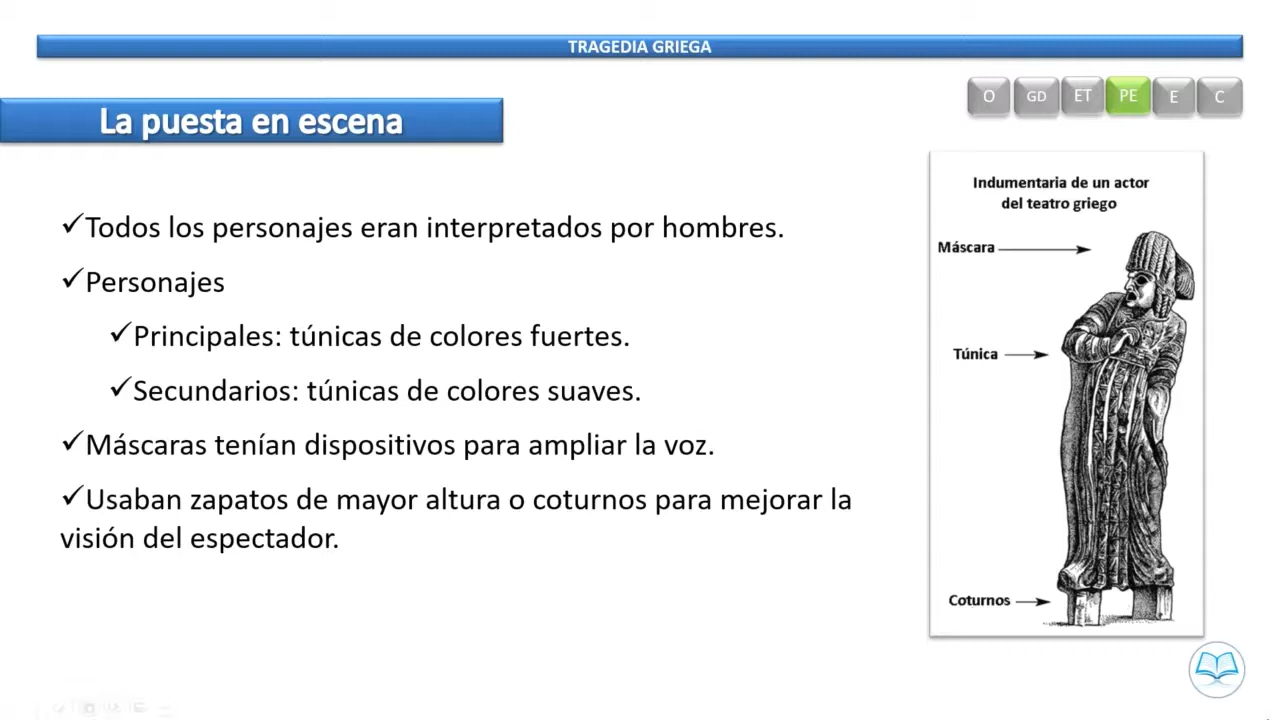 TRAGEDIA GRIEGA
O GD ET PE E C
La puesta en escena
✓Todos los personajes eran interpretados por hombres.
✓Personajes
✓Principales: túnicas de colores fuertes.
✓Secundarios: túnicas de colores suaves.
✓Máscaras tenían dispositivos para ampliar la voz.
✓Usaban zapatos de mayor altura o coturnos para mejorar la
visión del espectador.
Indumentaria de un actor
del teatro griego
Máscara
Túnica
Coturnos